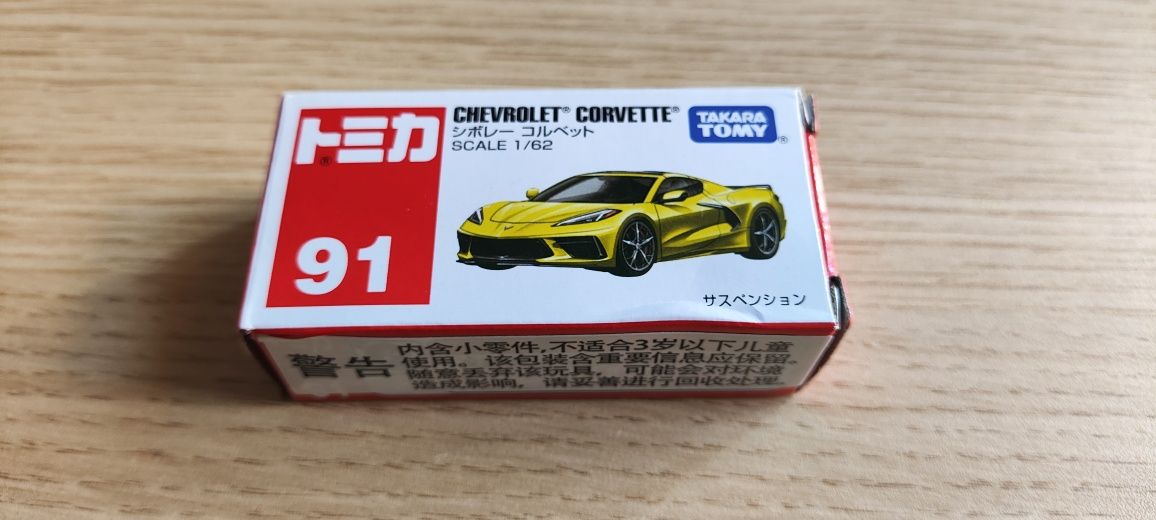 トミカ®
91
CHEVROLET® CORVETTE®
シボレー コルベット
SCALE 1/62
TAKARA
TOMY®
サスペンション
警告
内含小零件,不适合3岁以下儿童
使用。该包装含重要信息应保留。
随意丢弃该玩具，可能会对环境
造成影响，请妥善进行回收处理。